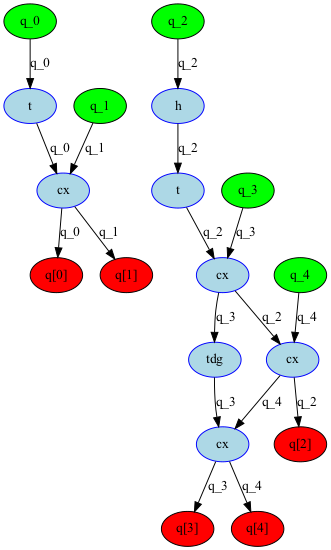 q_0 q_2
q_0 q_2
t q_1 h
q_0 q_1 q_2
cx t q_3
q_0 q_1 q_2 q_3
q[0] q[1] cx q_4
q_3 q_2 q_4
tdg cx
q_3 q_4 q_2
cx q[2]
q_3 q_4
q[3] q[4]